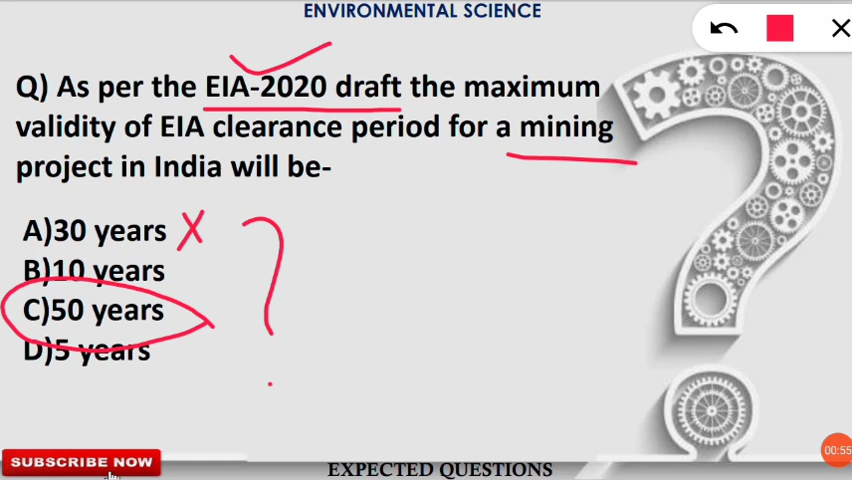 ENVIRONMENTAL SCIENCE
Q) As per the EIA-2020 draft the maximum
validity of EIA clearance period for a mining
project in India will be-
A)30 years X
B)10 years
C)50 years
D)5 years
?
SUBSCRIBE NOW
EXPECTED QUESTIONS
00:55